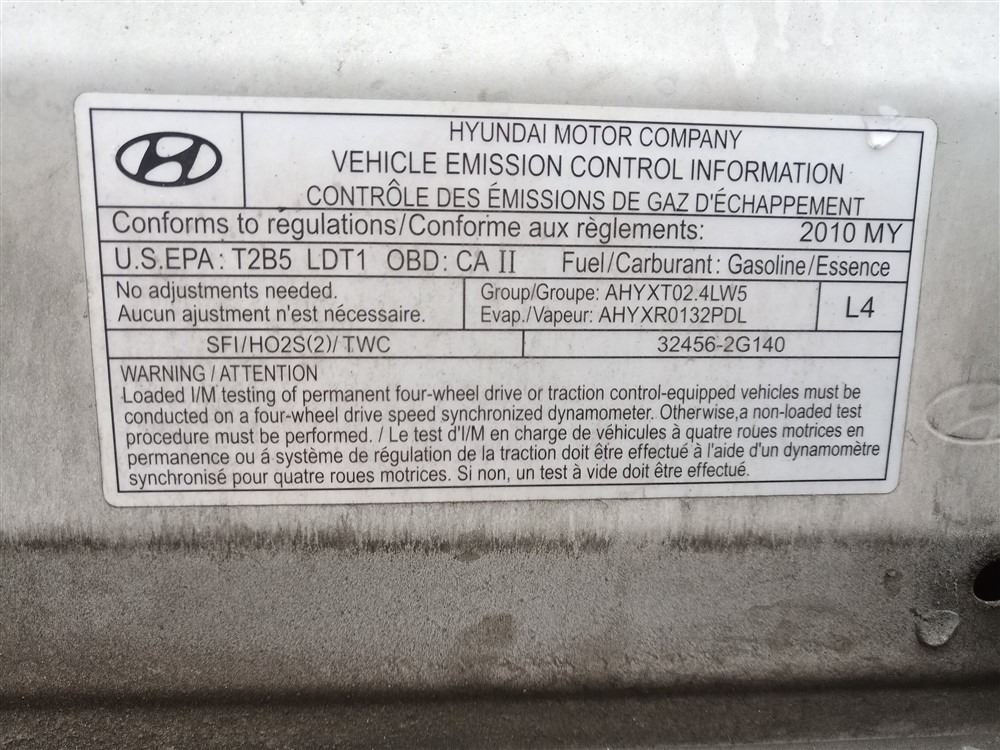 HYUNDAI MOTOR COMPANY
VEHICLE EMISSION CONTROL INFORMATION
CONTRÔLE DES ÉMISSIONS DE GAZ D'ÉCHAPPEMENT
Conforms to regulations/Conforme aux règlements: 2010 MY
U.S.EPA: T2B5 LDT1 OBD: CA II Fuel/Carburant: Gasoline/Essence
No adjustments needed.
Aucun ajustment n'est nécessaire.
Group/Groupe: AHYXT02.4LW5
Evap./Vapeur: AHYXR0132PDL
L4
SFI/HO2S(2)/TWC 32456-2G140
WARNING / ATTENTION
Loaded I/M testing of permanent four-wheel drive or traction control-equipped vehicles must be
conducted on a four-wheel drive speed synchronized dynamometer. Otherwise,a non-loaded test
procedure must be performed. / Le test d'I/M en charge de véhicules à quatre roues motrices en
permanence ou á système de régulation de la traction doit être effectué à l'aide d'un dynamomètre
synchronisé pour quatre roues motrices. Si non, un test à vide doit être effectué.